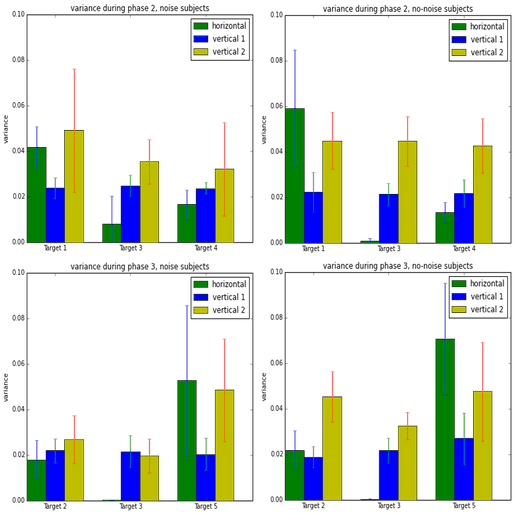 variance during phase 2, noise subjects
0.10
0.08
0.06
0.04
0.02
0.00
variance
horizontal
vertical 1
vertical 2
Target 1 Target 3 Target 4
variance during phase 2, no-noise subjects
0.10
0.08
0.06
0.04
0.02
0.00
variance
horizontal
vertical 1
vertical 2
Target 1 Target 3 Target 4
variance during phase 3, noise subjects
0.10
0.08
0.06
0.04
0.02
0.00
variance
horizontal
vertical 1
vertical 2
Target 2 Target 3 Target 5
variance during phase 3, no-noise subjects
0.10
0.08
0.06
0.04
0.02
0.00
variance
horizontal
vertical 1
vertical 2
Target 2 Target 3 Target 5